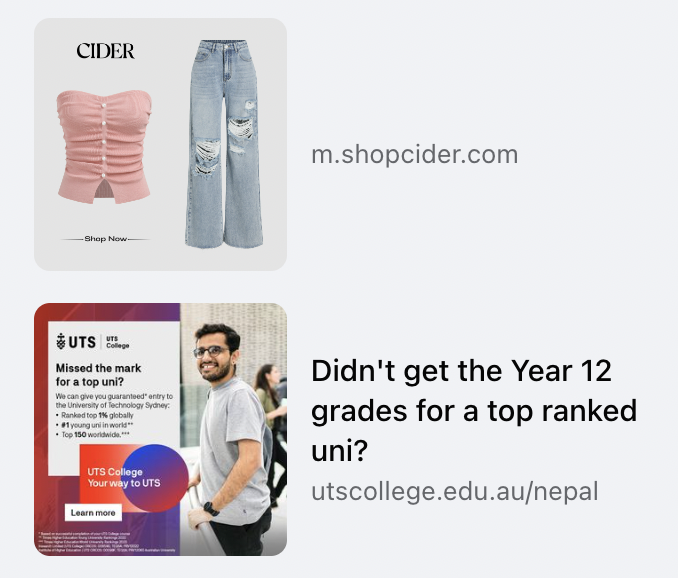 CIDER
Shop Now
m.shopcider.com
UTS
UTS
College
Missed the mark
for a top uni?
We can give you guaranteed* entry to
the University of Technology Sydney:
• Ranked top 1% globally
• #1 young uni in world**
• Top 150 worldwide.***
UTS College
Your way to UTS
Learn more
Didn't get the Year 12
grades for a top ranked
uni?
utscollege.edu.au/nepal